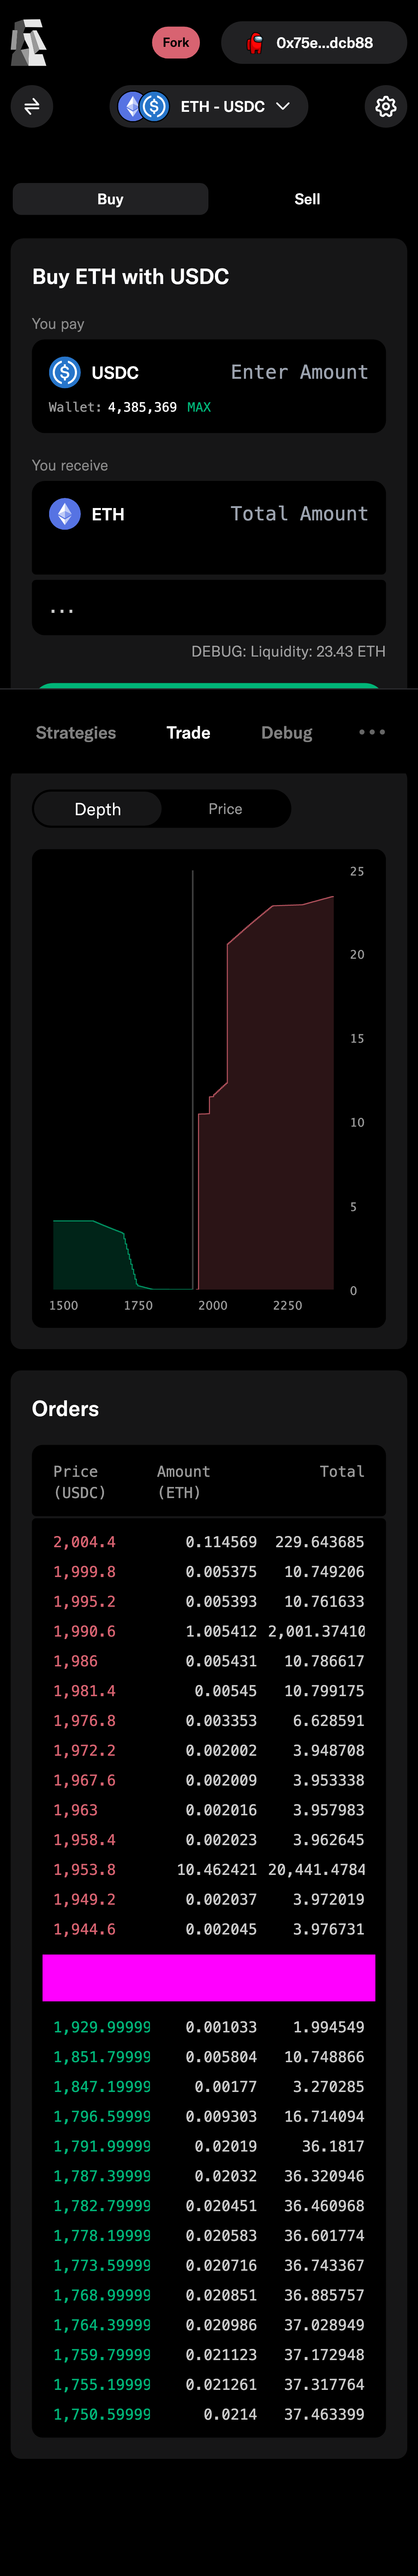 Fork
0x75e...dcb88
ETH - USDC
Buy
Sell
Buy ETH with USDC
You pay
USDC
Enter Amount
Wallet: 4,385,369 MAX
You receive
ETH
Total Amount
...
DEBUG: Liquidity: 23.43 ETH
Strategies
Trade
Debug
Depth
Price
25
20
15
10
5
0
1500 1750 2000 2250
Orders
Price (USDC) Amount (ETH) Total
2,004.4 0.114569 229.643685
1,999.8 0.005375 10.749206
1,995.2 0.005393 10.761633
1,990.6 1.005412 2,001.37410
1,986 0.005431 10.786617
1,981.4 0.00545 10.799175
1,976.8 0.003353 6.628591
1,972.2 0.002002 3.948708
1,967.6 0.002009 3.953338
1,963 0.002016 3.957983
1,958.4 0.002023 3.962645
1,953.8 10.462421 20,441.4784
1,949.2 0.002037 3.972019
1,944.6 0.002045 3.976731
1,929.99999 0.001033 1.994549
1,851.79999 0.005804 10.748866
1,847.19999 0.00177 3.270285
1,796.59999 0.009303 16.714094
1,791.99999 0.02019 36.1817
1,787.39999 0.02032 36.320946
1,782.79999 0.020451 36.460968
1,778.19999 0.020583 36.601774
1,773.59999 0.020716 36.743367
1,768.99999 0.020851 36.885757
1,764.39999 0.020986 37.028949
1,759.79999 0.021123 37.172948
1,755.19999 0.021261 37.317764
1,750.59999 0.0214 37.463399